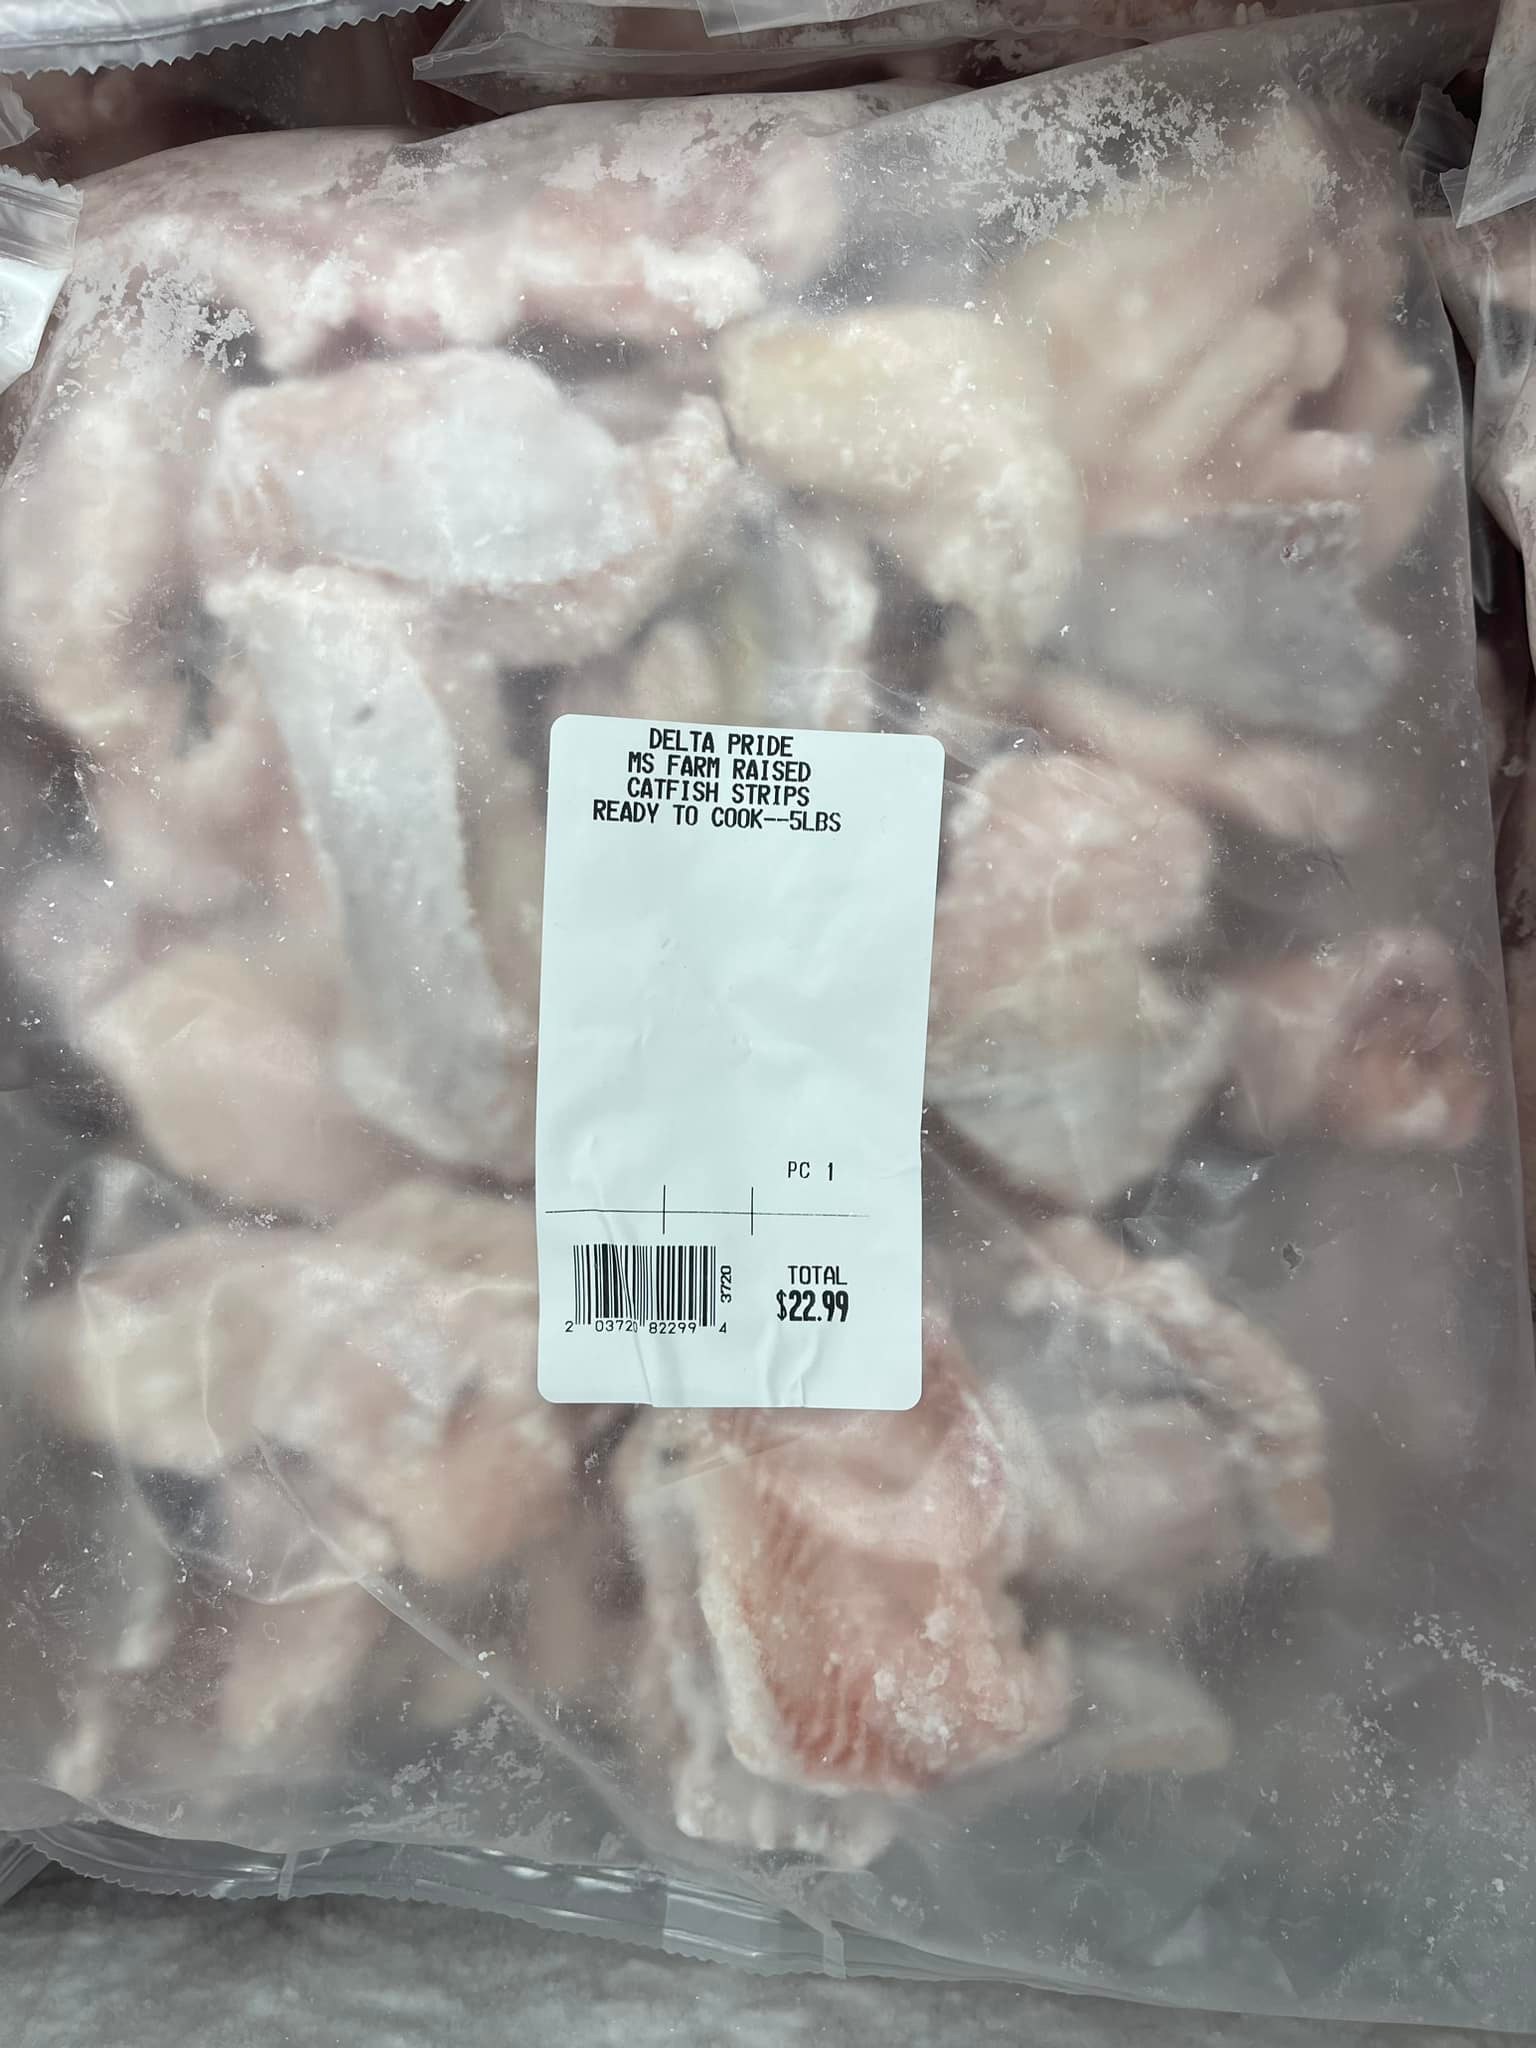 DELTA PRIDE
MS FARM RAISED
CATFISH STRIPS
READY TO COOK--5LBS
PC 1
3720
TOTAL
$22.99
2 03720 82299 4